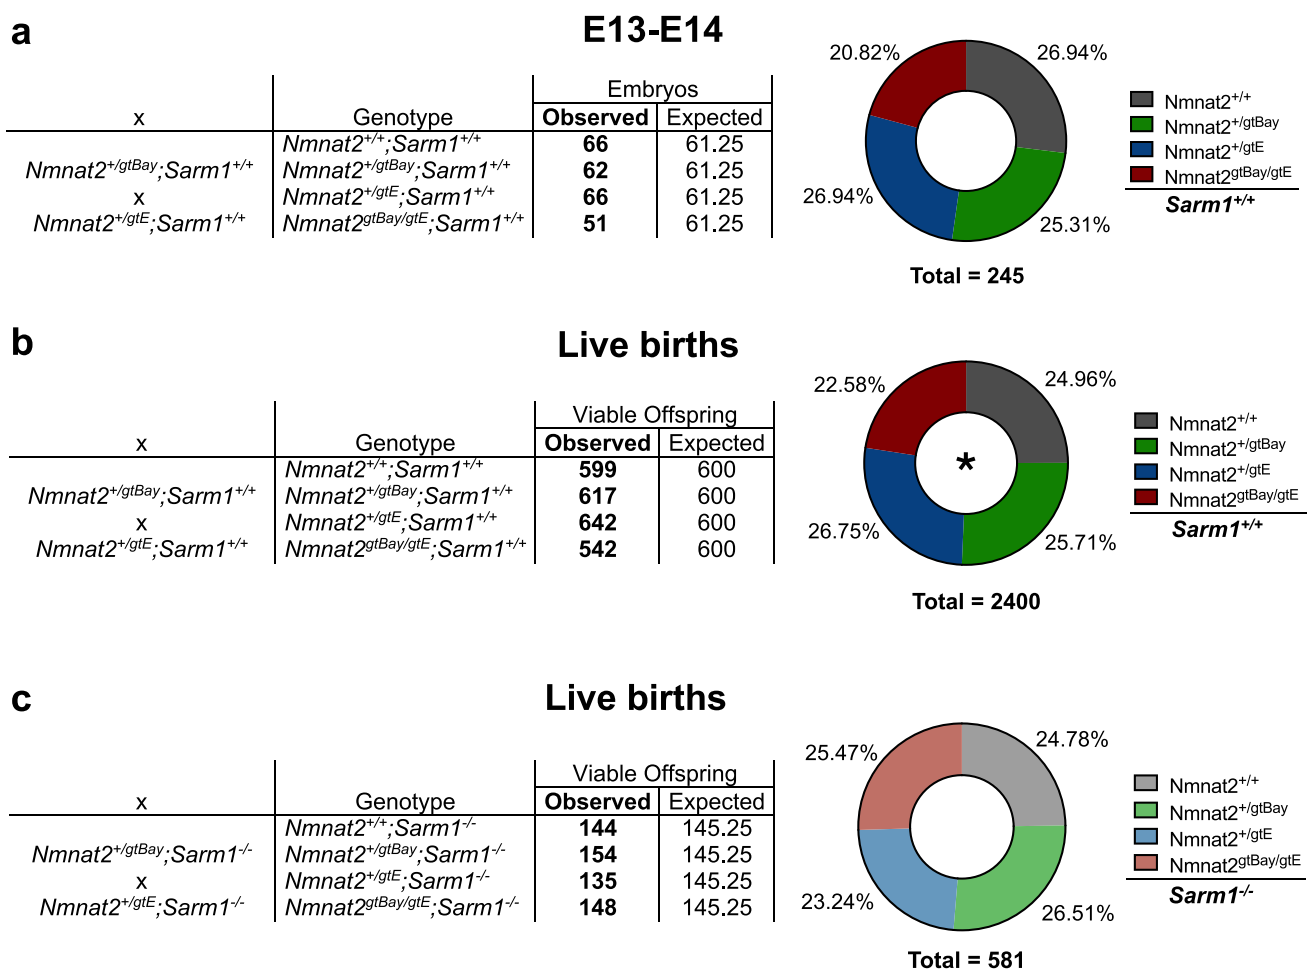 a
E13-E14
Embryos
x Genotype Observed Expected
Nmnat2+/+;Sarm1+/+ 66 61.25
Nmnat2+/gtBay;Sarm1+/+ Nmnat2+/gtBay;Sarm1+/+ 62 61.25
x Nmnat2+/gtE;Sarm1+/+ 66 61.25
Nmnat2+/gtE;Sarm1+/+ Nmnat2gtBay/gtE;Sarm1+/+ 51 61.25
20.82% 26.94%
26.94% 25.31%
Total = 245
Nmnat2+/+
Nmnat2+/gtBay
Nmnat2+/gtE
Nmnat2gtBay/gtE
Sarm1+/+
b
Live births
Viable Offspring
x Genotype Observed Expected
Nmnat2+/+;Sarm1+/+ 599 600
Nmnat2+/gtBay;Sarm1+/+ Nmnat2+/gtBay;Sarm1+/+ 617 600
x Nmnat2+/gtE;Sarm1+/+ 642 600
Nmnat2+/gtE;Sarm1+/+ Nmnat2gtBay/gtE;Sarm1+/+ 542 600
22.58% 24.96%
*
26.75% 25.71%
Total = 2400
Nmnat2+/+
Nmnat2+/gtBay
Nmnat2+/gtE
Nmnat2gtBay/gtE
Sarm1+/+
c
Live births
Viable Offspring
x Genotype Observed Expected
Nmnat2+/+;Sarm1-/- 144 145.25
Nmnat2+/gtBay;Sarm1-/- Nmnat2+/gtBay;Sarm1-/- 154 145.25
x Nmnat2+/gtE;Sarm1-/- 135 145.25
Nmnat2+/gtE;Sarm1-/- Nmnat2gtBay/gtE;Sarm1-/- 148 145.25
25.47% 24.78%
23.24% 26.51%
Total = 581
Nmnat2+/+
Nmnat2+/gtBay
Nmnat2+/gtE
Nmnat2gtBay/gtE
Sarm1-/-